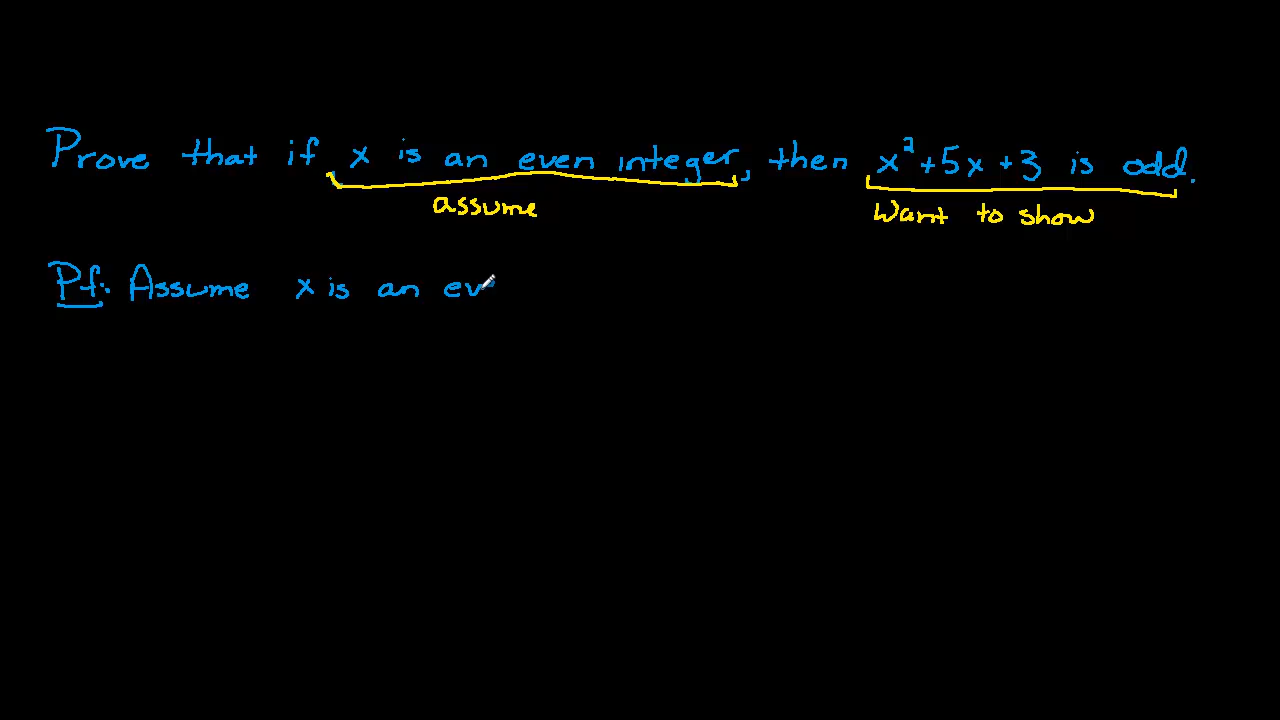 Prove that if x is an even integer, then x²+5x+3 is odd.
assume want to show
Pf: Assume x is an ev